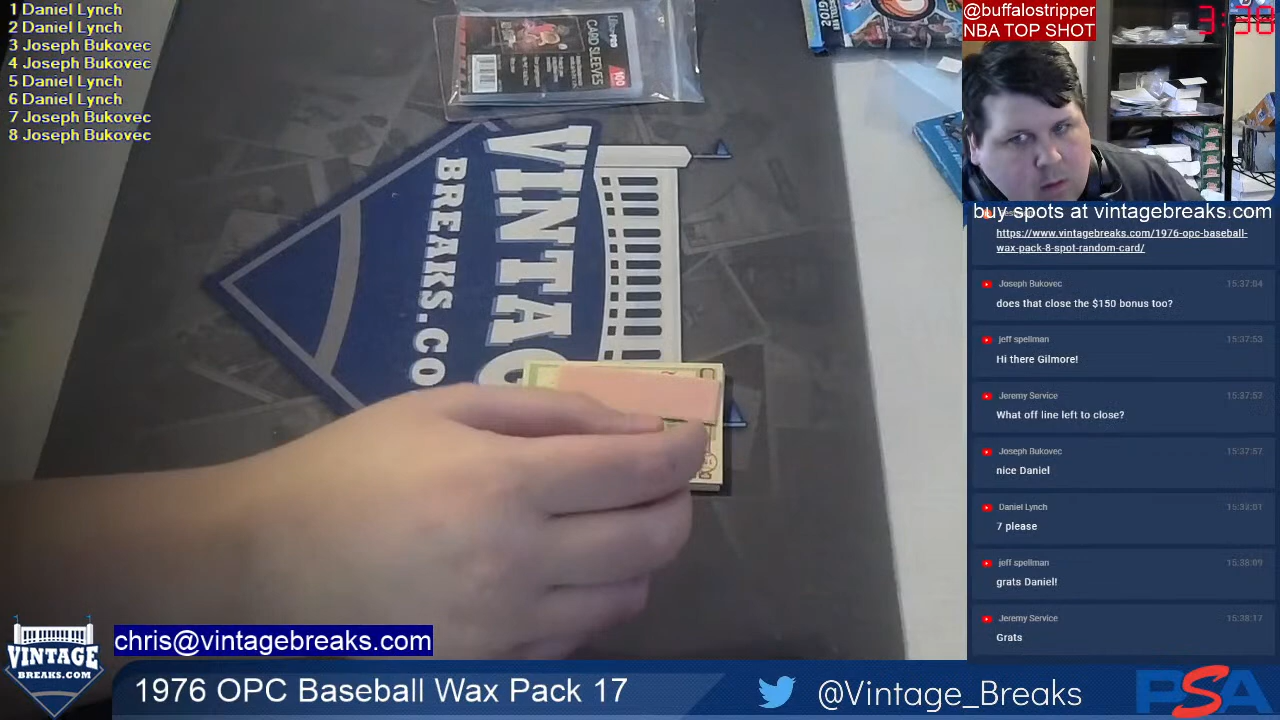 1 Daniel Lynch
2 Daniel Lynch
3 Joseph Bukovec
4 Joseph Bukovec
5 Daniel Lynch
6 Daniel Lynch
7 Joseph Bukovec
8 Joseph Bukovec
CARD SLEEVES
100
VINTAG
BREAKS.CO
@buffalostripper
NBA TOP SHOT
3:38
buy spots at vintagebreaks.com
https://www.vintagebreaks.com/1976-opc-baseball-
wax-pack-8-spot-random-card/
Joseph Bukovec 15:37:04
does that close the $150 bonus too?
jeff spellman 15:37:53
Hi there Gilmore!
Jeremy Service 15:37:57
What off line left to close?
Joseph Bukovec 15:37:57
nice Daniel
Daniel Lynch
7 please
jeff spellman 15:38:09
grats Daniel!
Jeremy Service 15:38:17
Grats
VINTAGE
BREAKS.COM
chris@vintagebreaks.com
1976 OPC Baseball Wax Pack 17
@Vintage_Breaks
PSA